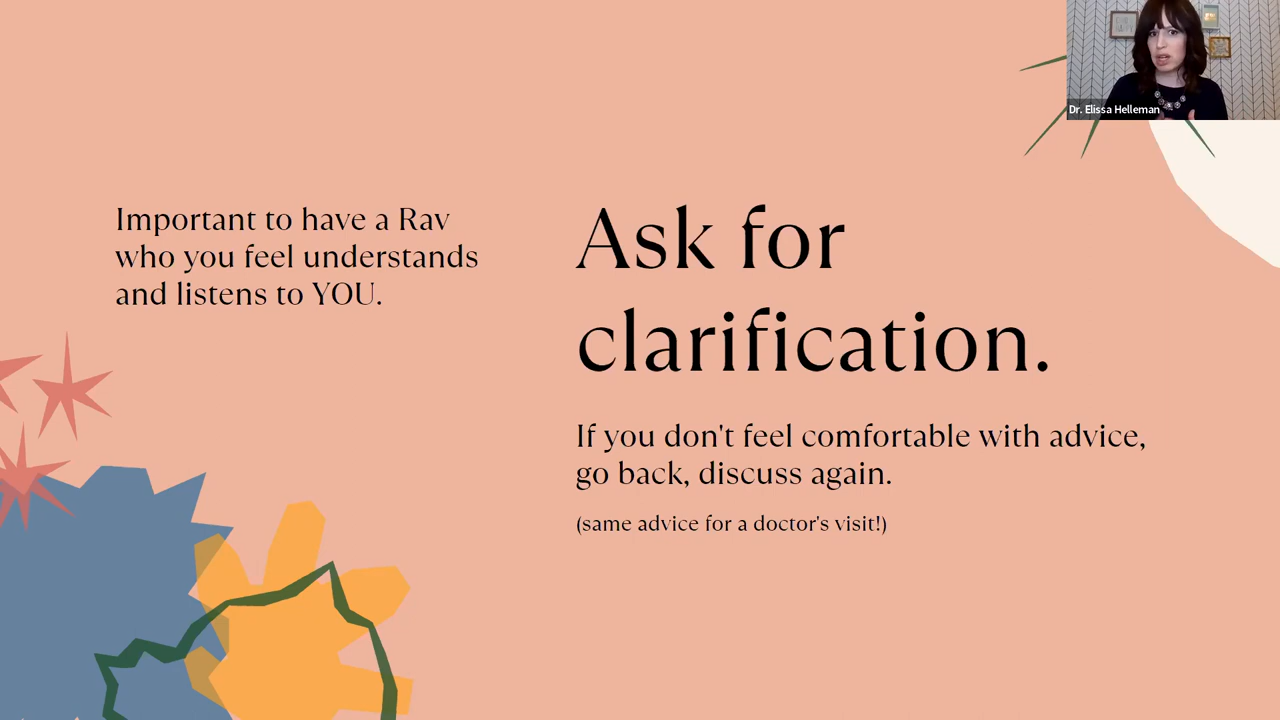 Important to have a Rav
who you feel understands
and listens to YOU.
Ask for
clarification.
If you don't feel comfortable with advice,
go back, discuss again.
(same advice for a doctor's visit!)
Dr. Elissa Helleman